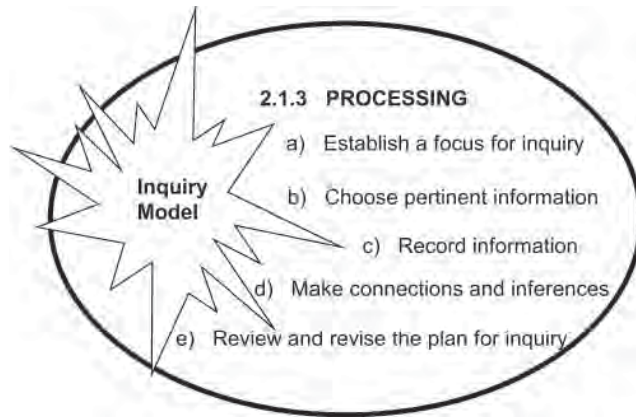 2.1.3 PROCESSING
a) Establish a focus for inquiry
Inquiry
Model
b) Choose pertinent information
c) Record information
d) Make connections and inferences
e) Review and revise the plan for inquiry